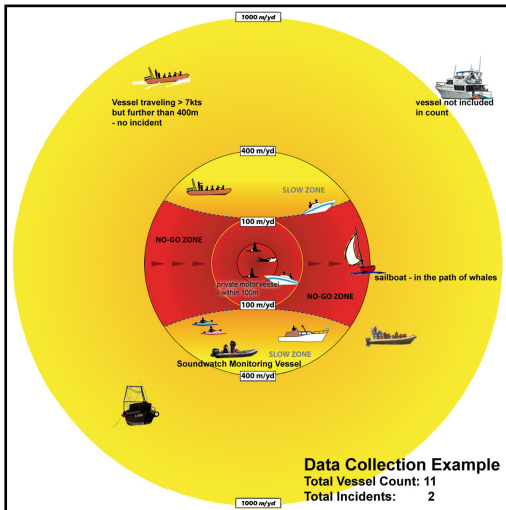 1000 m/yd
Vessel traveling > 7kts
but further than 400m
- no incident
vessel not included
in count
400 m/yd
SLOW ZONE
100 m/yd
NO-GO ZONE
private motor vessel
- within 100m
sailboat - in the path of whales
NO-GO ZONE
100 m/yd
SLOW ZONE
Soundwatch Monitoring Vessel
400 m/yd
Data Collection Example
Total Vessel Count: 11
Total Incidents: 2
1000 m/yd